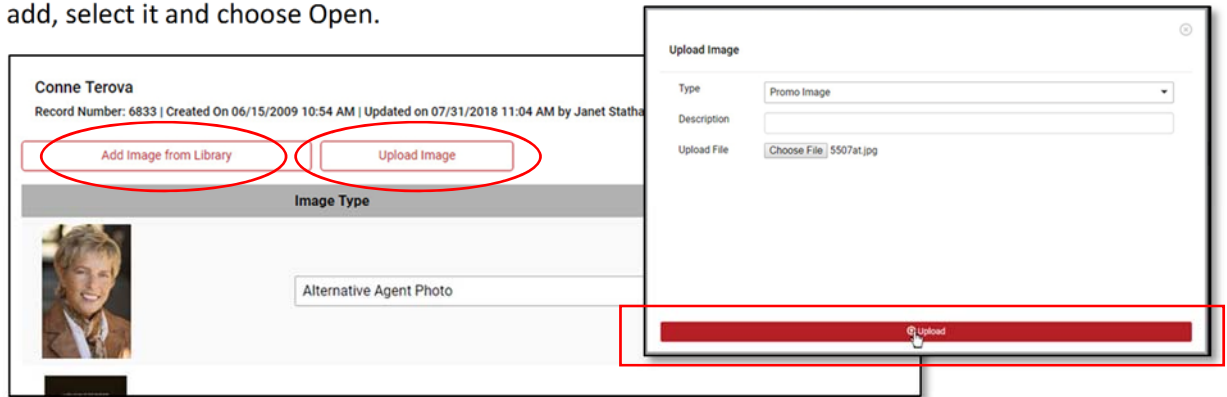 add, select it and choose Open.
Conne Terova
Record Number: 6833 | Created On 06/15/2009 10:54 AM | Updated on 07/31/2018 11:04 AM by Janet Statha
Add Image from Library
Upload Image
Image Type
Alternative Agent Photo
Upload Image
Type
Promo Image
Description
Upload File
Choose File 5507at.jpg
Upload